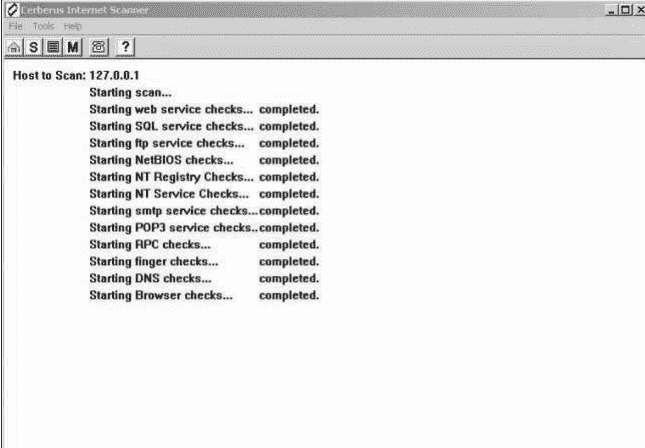 Cerberus Internet Scanner
File Tools Help
S M ?
Host to Scan: 127.0.0.1
Starting scan...
Starting web service checks... completed.
Starting SQL service checks... completed.
Starting ftp service checks... completed.
Starting NetBIOS checks... completed.
Starting NT Registry Checks... completed.
Starting NT Service Checks... completed.
Starting smtp service checks... completed.
Starting POP3 service checks.. completed.
Starting RPC checks... completed.
Starting finger checks... completed.
Starting DNS checks... completed.
Starting Browser checks... completed.